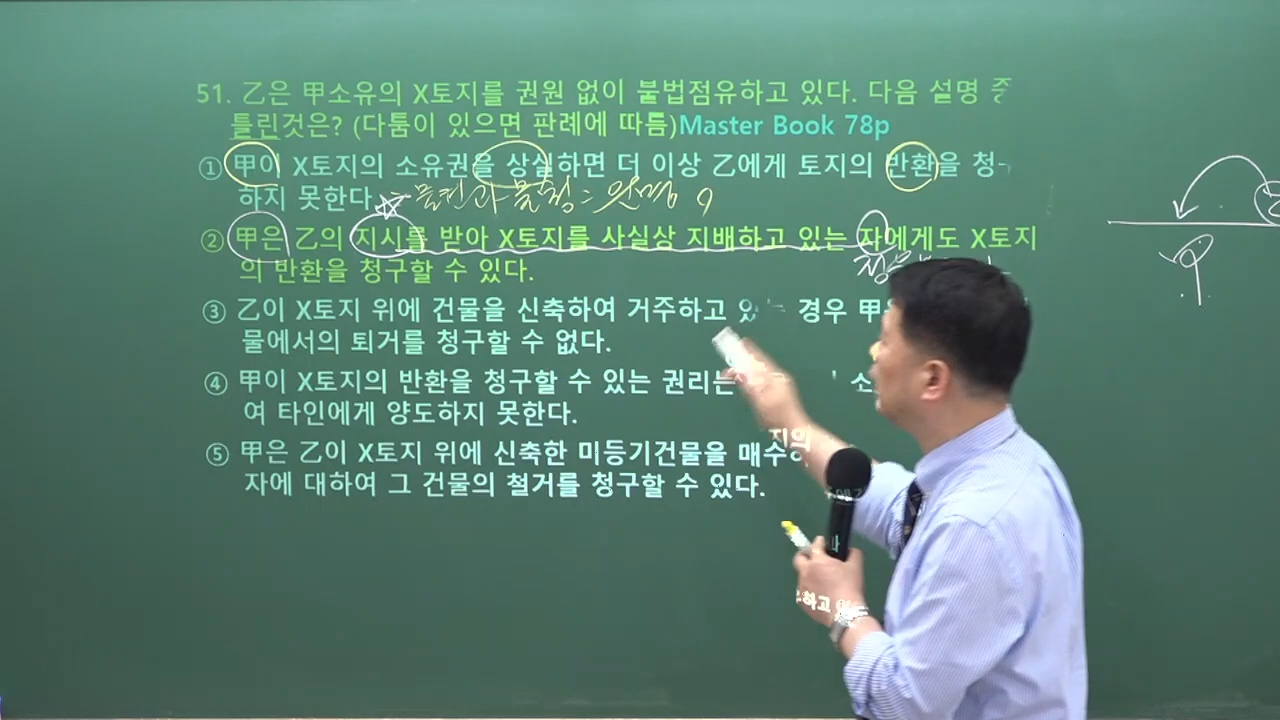 51. 乙은 甲소유의 X토지를 권원 없이 불법점유하고 있다. 다음 설명 중
틀린것은? (다툼이 있으면 판례에 따름)Master Book 78p
① 甲이 X토지의 소유권을 상실하면 더 이상 乙에게 토지의 반환을 청
하지 못한다.
물권과 물청=운명
② 甲은 乙의 지시를 받아 X토지를 사실상 지배하고 있는 자에게도 X토지
의 반환을 청구할 수 있다.
③ 乙이 X토지 위에 건물을 신축하여 거주하고 경우 甲
물에서의 퇴거를 청구할 수 없다.
④ 甲이 X토지의 반환을 청구할 수 있는 권리는 소
여 타인에게 양도하지 못한다.
⑤ 甲은 乙이 X토지 위에 신축한 미등기건물을 매수
자에 대하여 그 건물의 철거를 청구할 수 있다.